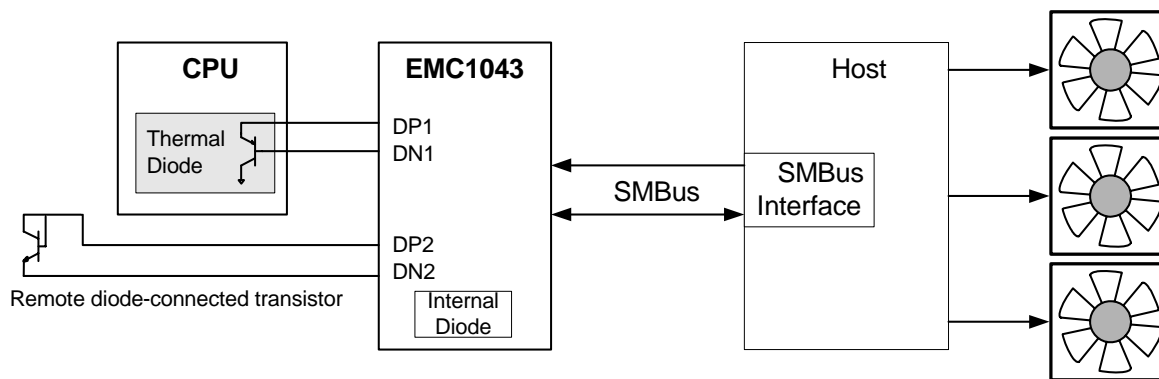 CPU
EMC1043
Host
Thermal
Diode
DP1
DN1
SMBus
SMBus
Interface
DP2
DN2
Remote diode-connected transistor
Internal
Diode